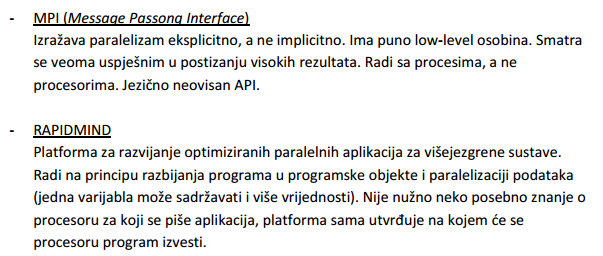 - MPI (Message Passong Interface)
Izražava paralelizam eksplicitno, a ne implicitno. Ima puno low-level osobina. Smatra
se veoma uspješnim u postizanju visokih rezultata. Radi sa procesima, a ne
procesorima. Jezično neovisan API.
- RAPIDMIND
Platforma za razvijanje optimiziranih paralelnih aplikacija za višejezgrene sustave.
Radi na principu razbijanja programa u programske objekte i paralelizaciji podataka
(jedna varijabla može sadržavati i više vrijednosti). Nije nužno neko posebno znanje o
procesoru za koji se piše aplikacija, platforma sama utvrđuje na kojem će se
procesoru program izvesti.